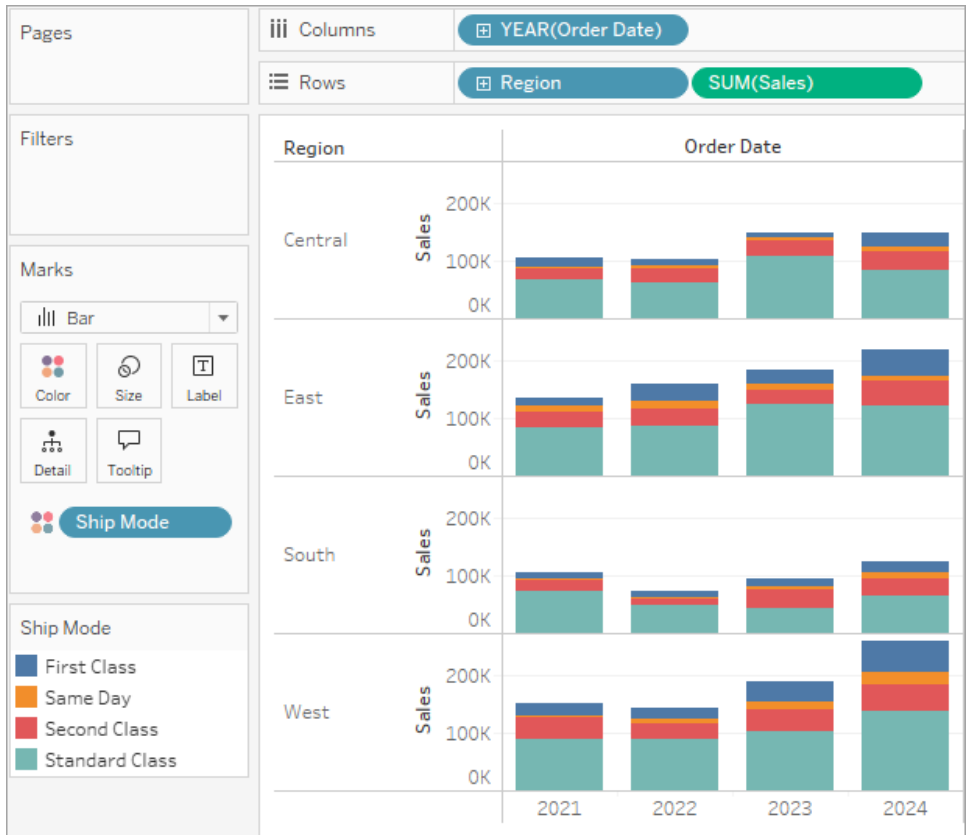 Pages
Columns
YEAR(Order Date)
Rows
Region
SUM(Sales)
Filters
Marks
Bar
Color
Size
Label
Detail
Tooltip
Ship Mode
Ship Mode
First Class
Same Day
Second Class
Standard Class
Region
Order Date
Central
Sales
200K
100K
0K
East
Sales
200K
100K
0K
South
Sales
200K
100K
0K
West
Sales
200K
100K
0K
2021 2022 2023 2024